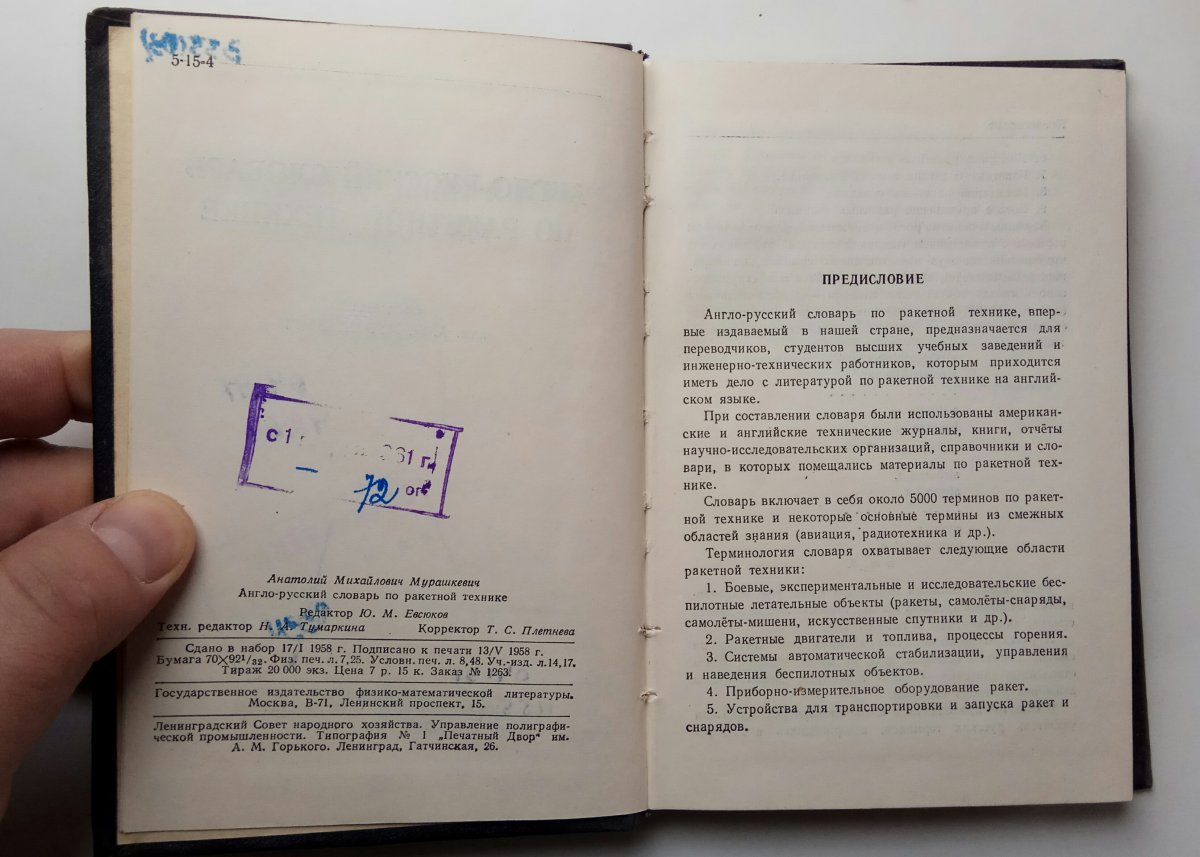 5-15-4
с 1
61 г.
72
ог
Анатолий Михайлович Мурашкевич
Англо-русский словарь по ракетной технике
Редактор Ю. М. Евсюков
Техн. редактор Н. А. Тумаркина
Корректор Т. С. Плетнева
Сдано в набор 17/I 1958 г. Подписано к печати 13/V 1958 г.
Бумага 70×92¹/₃₂. Физ. печ. л. 7,25. Условн. печ. л. 8,48. Уч.-изд. л.14,17.
Тираж 20 000 экз. Цена 7 р. 15 к. Заказ № 1263.
Государственное издательство физико-математической литературы.
Москва, В-71, Ленинский проспект, 15.
Ленинградский Совет народного хозяйства. Управление полиграфи-
ческой промышленности. Типография № 1 „Печатный Двор“ им.
А. М. Горького. Ленинград, Гатчинская, 26.
ПРЕДИСЛОВИЕ
Англо-русский словарь по ракетной технике, впер-
вые издаваемый в нашей стране, предназначается для
переводчиков, студентов высших учебных заведений и
инженерно-технических работников, которым приходится
иметь дело с литературой по ракетной технике на англий-
ском языке.
При составлении словаря были использованы американ-
ские и английские технические журналы, книги, отчёты
научно-исследовательских организаций, справочники и сло-
вари, в которых помещались материалы по ракетной тех-
нике.
Словарь включает в себя около 5000 терминов по ракет-
ной технике и некоторые основные термины из смежных
областей знания (авиация, радиотехника и др.).
Терминология словаря охватывает следующие области
ракетной техники:
1. Боевые, экспериментальные и исследовательские бес-
пилотные летательные объекты (ракеты, самолёты-снаряды,
самолёты-мишени, искусственные спутники и др.).
2. Ракетные двигатели и топлива, процессы горения.
3. Системы автоматической стабилизации, управления
и наведения беспилотных объектов.
4. Приборно-измерительное оборудование ракет.
5. Устройства для транспортировки и запуска ракет и
снарядов.